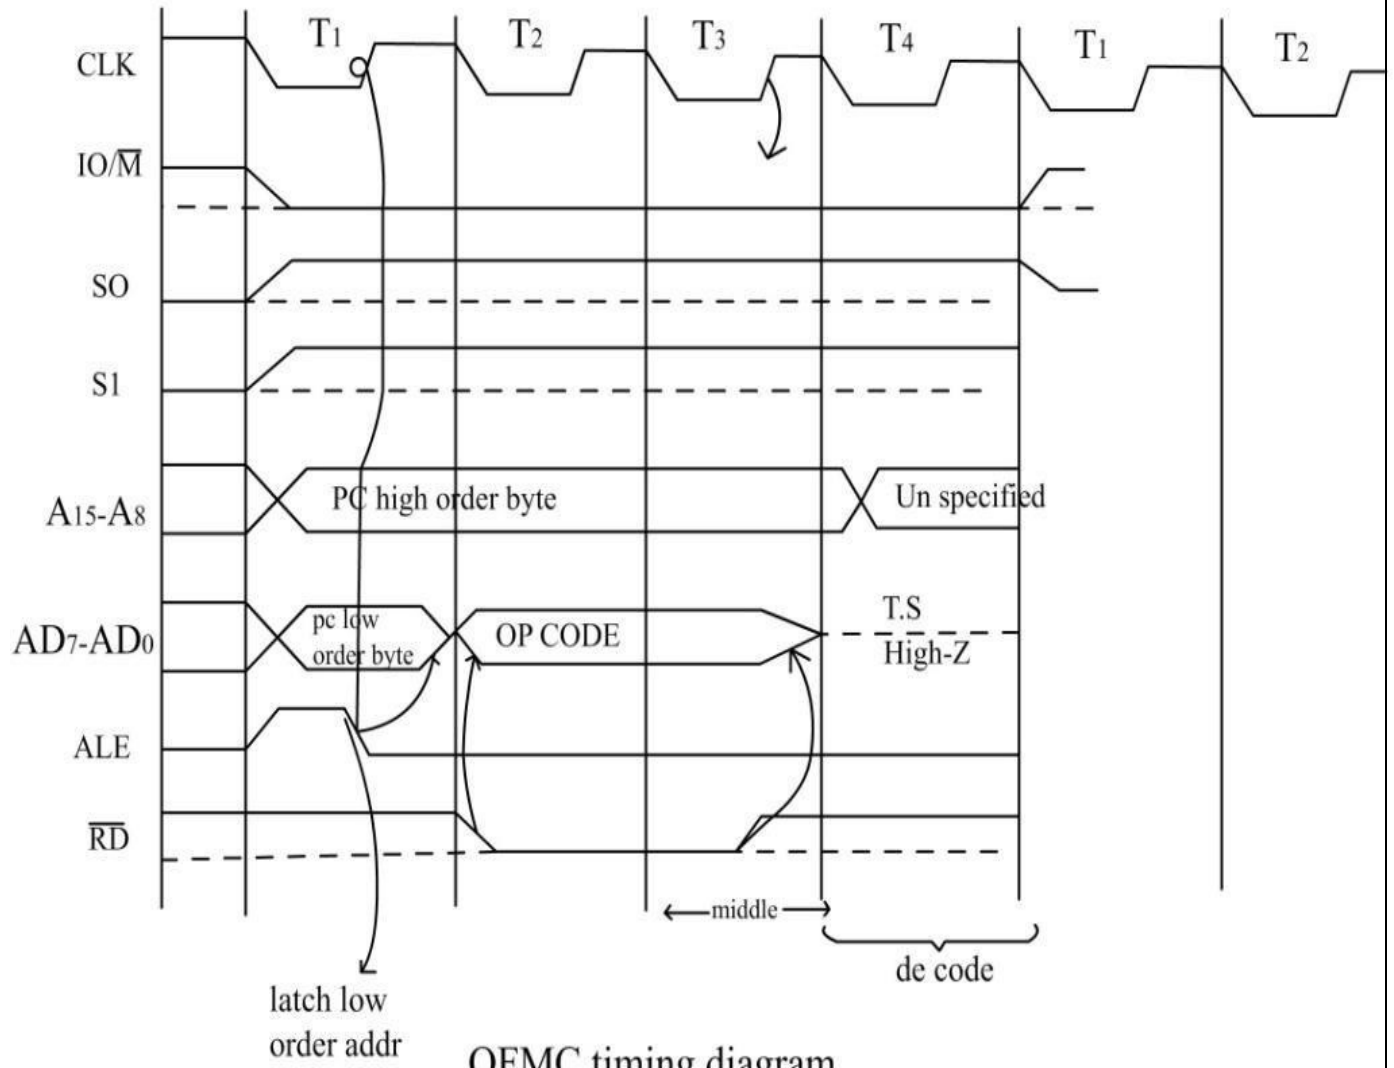 T1 T2 T3 T4 T1 T2
CLK
IO/M̅
SO
S1
A15-A8 PC high order byte Un specified
AD7-AD0 pc low order byte OP CODE T.S High-Z
ALE
R̅D̅
middle
de code
latch low
order addr
OFMC timing diagram